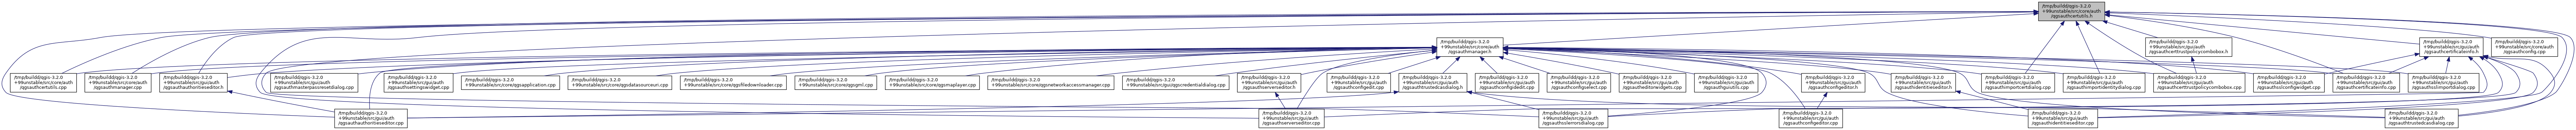 /tmp/buildd/qgis-3.2.0
+99unstable/src/core/auth
/qgsauthcertutils.h
/tmp/buildd/qgis-3.2.0
+99unstable/src/core/auth
/qgsauthmanager.h
/tmp/buildd/qgis-3.2.0
+99unstable/src/gui/auth
/qgsauthcerttrustpolicycombobox.h
/tmp/buildd/qgis-3.2.0
+99unstable/src/gui/auth
/qgsauthcertificateinfo.h
/tmp/buildd/qgis-3.2.0
+99unstable/src/core/auth
/qgsauthconfig.cpp
/tmp/buildd/qgis-3.2.0
+99unstable/src/core/auth
/qgsauthcertutils.cpp
/tmp/buildd/qgis-3.2.0
+99unstable/src/core/auth
/qgsauthmanager.cpp
/tmp/buildd/qgis-3.2.0
+99unstable/src/gui/auth
/qgsauthauthoritieseditor.h
/tmp/buildd/qgis-3.2.0
+99unstable/src/gui/auth
/qgsauthmasterpassresetdialog.cpp
/tmp/buildd/qgis-3.2.0
+99unstable/src/gui/auth
/qgsauthsettingswidget.cpp
/tmp/buildd/qgis-3.2.0
+99unstable/src/core/qgsapplication.cpp
/tmp/buildd/qgis-3.2.0
+99unstable/src/core/qgsdatasourceuri.cpp
/tmp/buildd/qgis-3.2.0
+99unstable/src/core/qgsfiledownloader.cpp
/tmp/buildd/qgis-3.2.0
+99unstable/src/core/qgsgml.cpp
/tmp/buildd/qgis-3.2.0
+99unstable/src/core/qgsmaplayer.cpp
/tmp/buildd/qgis-3.2.0
+99unstable/src/core/qgsnetworkaccessmanager.cpp
/tmp/buildd/qgis-3.2.0
+99unstable/src/gui/qgscredentialdialog.cpp
/tmp/buildd/qgis-3.2.0
+99unstable/src/gui/auth
/qgsauthserverseditor.h
/tmp/buildd/qgis-3.2.0
+99unstable/src/gui/auth
/qgsauthconfigedit.cpp
/tmp/buildd/qgis-3.2.0
+99unstable/src/gui/auth
/qgsauthtrustedcasdialog.h
/tmp/buildd/qgis-3.2.0
+99unstable/src/gui/auth
/qgsauthconfigidedit.cpp
/tmp/buildd/qgis-3.2.0
+99unstable/src/gui/auth
/qgsauthconfigselect.cpp
/tmp/buildd/qgis-3.2.0
+99unstable/src/gui/auth
/qgsautheditorwidgets.cpp
/tmp/buildd/qgis-3.2.0
+99unstable/src/gui/auth
/qgsauthguiutils.cpp
/tmp/buildd/qgis-3.2.0
+99unstable/src/gui/auth
/qgsauthconfigeditor.h
/tmp/buildd/qgis-3.2.0
+99unstable/src/gui/auth
/qgsauthidentitieseditor.h
/tmp/buildd/qgis-3.2.0
+99unstable/src/gui/auth
/qgsauthimportcertdialog.cpp
/tmp/buildd/qgis-3.2.0
+99unstable/src/gui/auth
/qgsauthimportidentitydialog.cpp
/tmp/buildd/qgis-3.2.0
+99unstable/src/gui/auth
/qgsauthcerttrustpolicycombobox.cpp
/tmp/buildd/qgis-3.2.0
+99unstable/src/gui/auth
/qgsauthsslconfigwidget.cpp
/tmp/buildd/qgis-3.2.0
+99unstable/src/gui/auth
/qgsauthcertificateinfo.cpp
/tmp/buildd/qgis-3.2.0
+99unstable/src/gui/auth
/qgsauthsslimportdialog.cpp
/tmp/buildd/qgis-3.2.0
+99unstable/src/gui/auth
/qgsauthauthoritieseditor.cpp
/tmp/buildd/qgis-3.2.0
+99unstable/src/gui/auth
/qgsauthserverseditor.cpp
/tmp/buildd/qgis-3.2.0
+99unstable/src/gui/auth
/qgsauthsslerrorsdialog.cpp
/tmp/buildd/qgis-3.2.0
+99unstable/src/gui/auth
/qgsauthconfigeditor.cpp
/tmp/buildd/qgis-3.2.0
+99unstable/src/gui/auth
/qgsauthidentitieseditor.cpp
/tmp/buildd/qgis-3.2.0
+99unstable/src/gui/auth
/qgsauthtrustedcasdialog.cpp